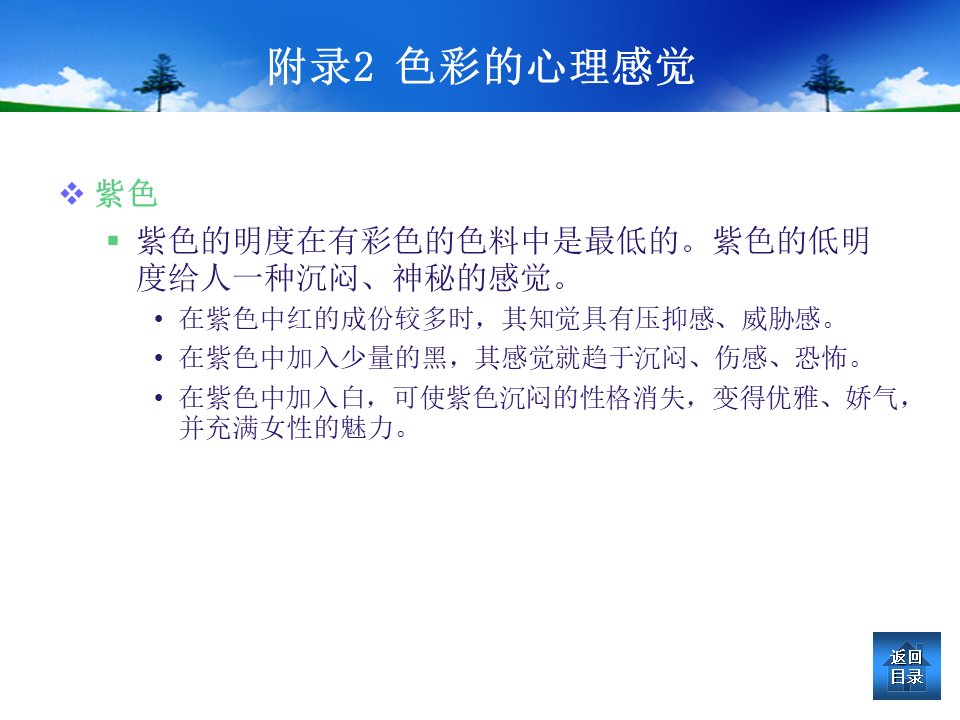 附录2 色彩的心理感觉
紫色
紫色的明度在有彩色的色料中是最低的。紫色的低明
度给人一种沉闷、神秘的感觉。
• 在紫色中红的成份较多时，其知觉具有压抑感、威胁感。
• 在紫色中加入少量的黑，其感觉就趋于沉闷、伤感、恐怖。
• 在紫色中加入白，可使紫色沉闷的性格消失，变得优雅、娇气，
并充满女性的魅力。
返回
目录